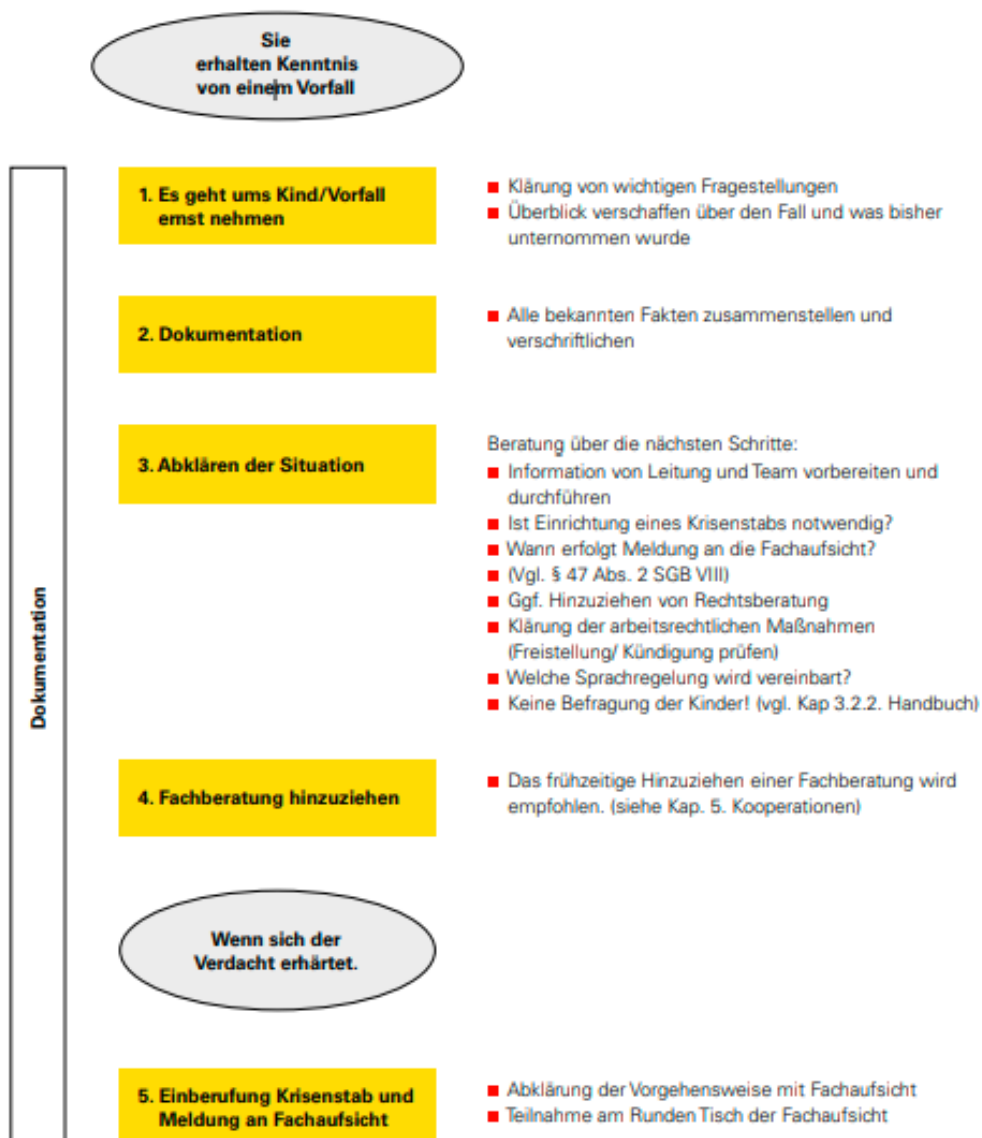 Sie
erhalten Kenntnis
von einem Vorfall
1. Es geht ums Kind/Vorfall
ernst nehmen
■ Klärung von wichtigen Fragestellungen
■ Überblick verschaffen über den Fall und was bisher
unternommen wurde
2. Dokumentation
■ Alle bekannten Fakten zusammenstellen und
verschriftlichen
3. Abklären der Situation
Beratung über die nächsten Schritte:
■ Information von Leitung und Team vorbereiten und
durchführen
■ Ist Einrichtung eines Krisenstabs notwendig?
■ Wann erfolgt Meldung an die Fachaufsicht?
■ (Vgl. § 47 Abs. 2 SGB VIII)
■ Ggf. Hinzuziehen von Rechtsberatung
■ Klärung der arbeitsrechtlichen Maßnahmen
(Freistellung/ Kündigung prüfen)
■ Welche Sprachregelung wird vereinbart?
■ Keine Befragung der Kinder! (vgl. Kap 3.2.2. Handbuch)
Dokumentation
4. Fachberatung hinzuziehen
■ Das frühzeitige Hinzuziehen einer Fachberatung wird
empfohlen. (siehe Kap. 5. Kooperationen)
Wenn sich der
Verdacht erhärtet.
5. Einberufung Krisenstab und
Meldung an Fachaufsicht
■ Abklärung der Vorgehensweise mit Fachaufsicht
■ Teilnahme am Runden Tisch der Fachaufsicht